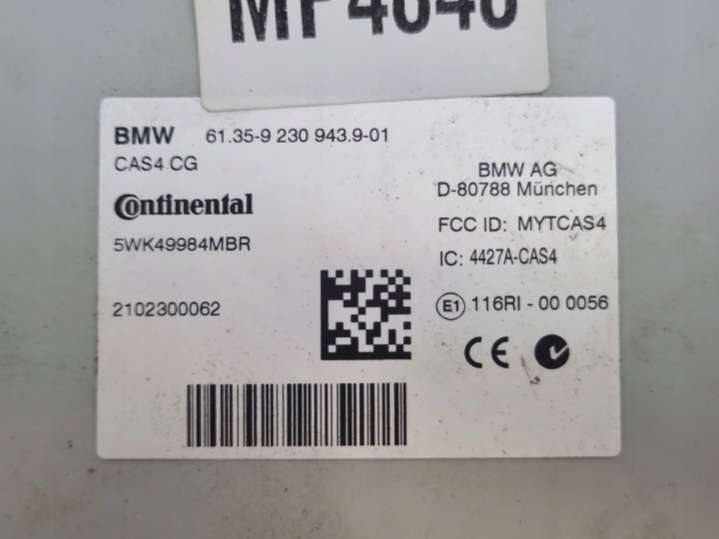 BMW 61.35-9 230 943.9-01
CAS4 CG
Continental
5WK49984MBR
2102300062
BMW AG
D-80788 München
FCC ID: MYTCAS4
IC: 4427A-CAS4
E1 116RI - 00 0056
CE